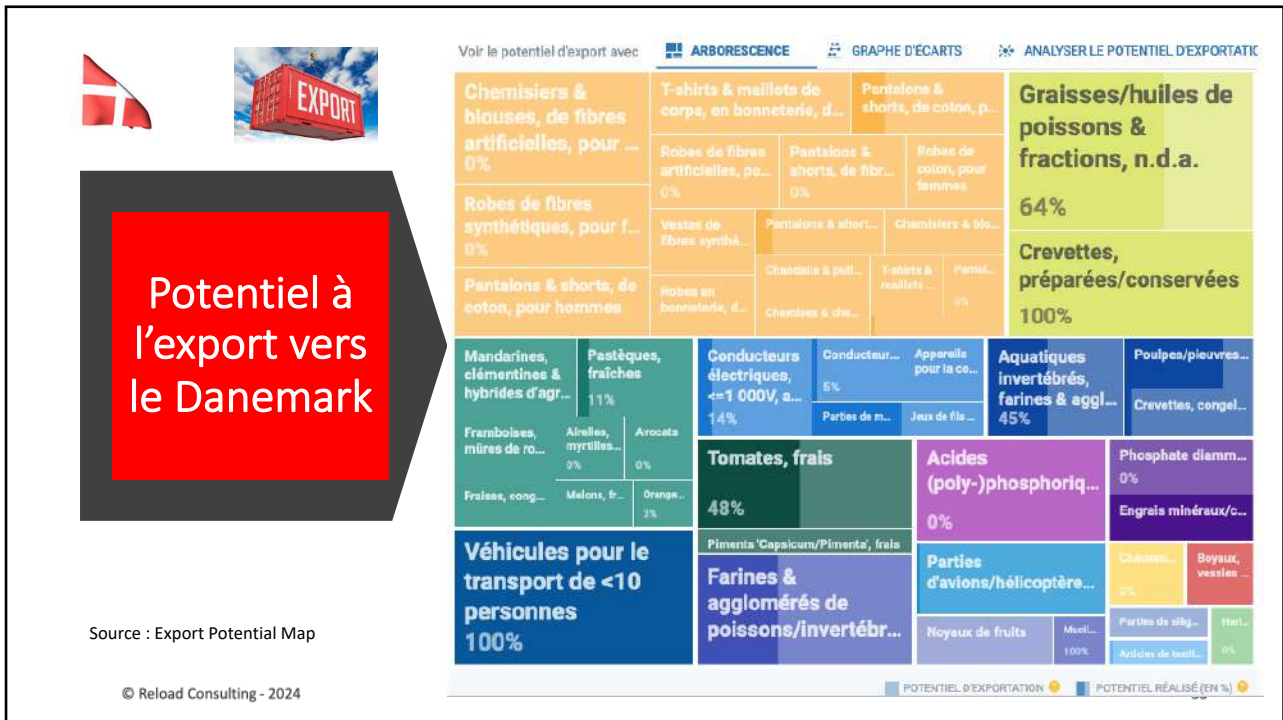 EXPORT
Potentiel à
l'export vers
le Danemark
Source : Export Potential Map
© Reload Consulting - 2024
Voir le potentiel d'export avec
ARBORESCENCE
GRAPHE D'ÉCARTS
ANALYSER LE POTENTIEL D'EXPORTATIC
Chemisiers &
blouses, de fibres
artificielles, pour ...
0%
Robes de fibres
synthétiques, pour f...
0%
Pantalons & shorts, de
coton, pour hommes
T-shirts & maillots de
corps, en bonneterie, d...
Pantalons &
shorts, de coton, p...
Robes de fibres
artificielles, po...
0%
Pantalons &
shorts, de fibr...
0%
Robes de
coton, pour
femmes
Vestes de
fibres synthé...
Pantalons & short...
Chemisiers & blo...
Robes en
bonneterie, d...
Chandails & pull...
Chemises & che...
T-shirts &
maillots ...
Pantal...
0%
Graisses/huiles de
poissons &
fractions, n.d.a.
64%
Crevettes,
préparées/conservées
100%
Mandarines,
clémentines &
hybrides d'agr...
Pastèques,
fraîches
11%
Framboises,
mûres de ro...
Airelles,
myrtilles...
0%
Avocats
0%
Fraises, cong...
Melons, fr...
Orange...
3%
Conducteurs
électriques,
<=1 000V, a...
14%
Conducteur...
5%
Appareils
pour la co...
Parties de m...
Jeux de fils ...
Aquatiques
invertébrés,
farines & aggl...
45%
Poulpes/pieuvres...
Crevettes, congel...
Véhicules pour le
transport de <10
personnes
100%
Tomates, frais
48%
Piments 'Capsicum/Pimenta', frais
Farines &
agglomérés de
poissons/invertébr...
Acides
(poly-)phosphoriq...
0%
Phosphate diamm...
0%
Engrais minéraux/c...
Parties
d'avions/hélicoptère...
Noyaux de fruits
100%
Chaussu...
0%
Boyaux,
vessies ...
Parties de sièg...
Articles de texti...
Hari...
0%
POTENTIEL D'EXPORTATION
POTENTIEL RÉALISÉ (EN %)